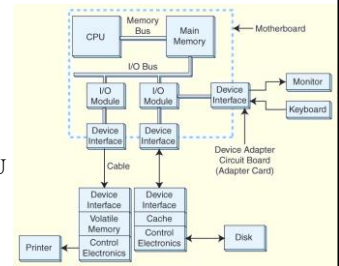 Memory
Bus
CPU
Main
Memory
Motherboard
I/O Bus
I/O
Module
I/O
Module
Device
Interface
Monitor
Keyboard
Device
Interface
Device
Interface
Device Adapter
Circuit Board
(Adapter Card)
U
Cable
Device
Interface
Volatile
Memory
Control
Electronics
Device
Interface
Cache
Control
Electronics
Printer
Disk